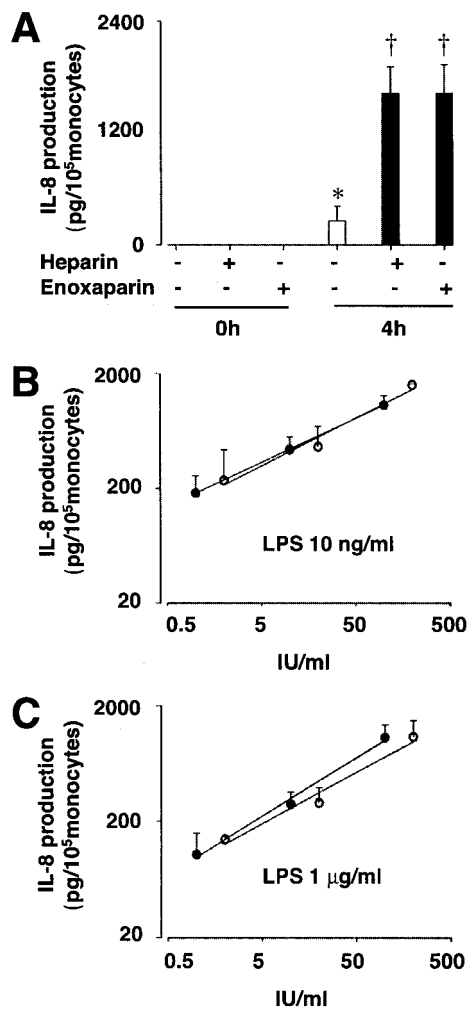 A
IL-8 production
(pg/10⁵monocytes)
2400
1200
0
*
†
†
Heparin - + - - + -
Enoxaparin - - + - - +
0h
4h
B
IL-8 production
(pg/10⁵monocytes)
2000
200
20
LPS 10 ng/ml
0.5 5 50 500
IU/ml
C
IL-8 production
(pg/10⁵monocytes)
2000
200
20
LPS 1 μg/ml
0.5 5 50 500
IU/ml